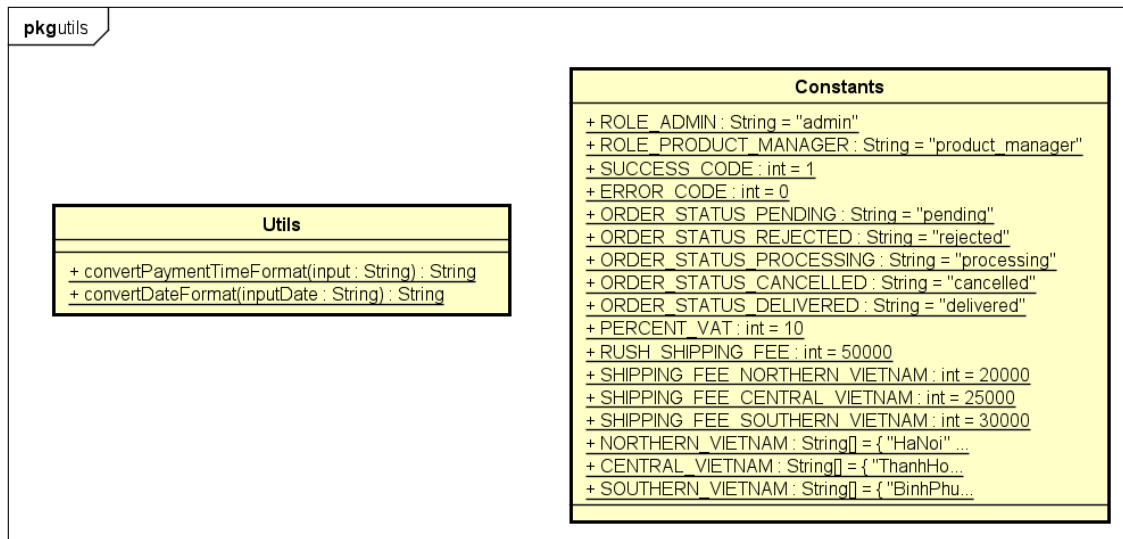 pkgutils
Utils
+ convertPaymentTimeFormat(input : String) : String
+ convertDateFormat(inputDate : String) : String
Constants
+ ROLE_ADMIN : String = "admin"
+ ROLE_PRODUCT_MANAGER : String = "product_manager"
+ SUCCESS_CODE : int = 1
+ ERROR_CODE : int = 0
+ ORDER_STATUS_PENDING : String = "pending"
+ ORDER_STATUS_REJECTED : String = "rejected"
+ ORDER_STATUS_PROCESSING : String = "processing"
+ ORDER_STATUS_CANCELLED : String = "cancelled"
+ ORDER_STATUS_DELIVERED : String = "delivered"
+ PERCENT_VAT : int = 10
+ RUSH_SHIPPING_FEE : int = 50000
+ SHIPPING_FEE_NORTHERN_VIETNAM : int = 20000
+ SHIPPING_FEE_CENTRAL_VIETNAM : int = 25000
+ SHIPPING_FEE_SOUTHERN_VIETNAM : int = 30000
+ NORTHERN_VIETNAM : String[] = { "HaNoi" ...
+ CENTRAL_VIETNAM : String[] = { "ThanhHo...
+ SOUTHERN_VIETNAM : String[] = { "BinhPhu...